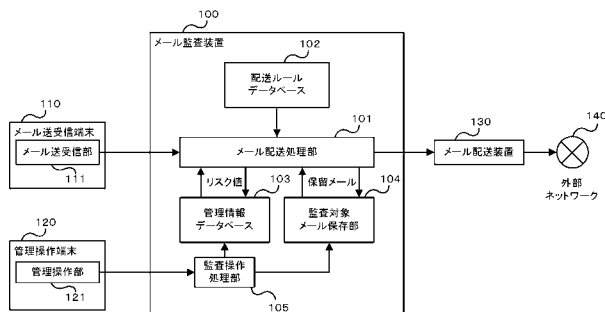 100
メール監査装置
102
配送ルール
データベース
110
メール送受信端末
メール送受信部
111
101
メール配送処理部
130
メール配送装置
140
外部
ネットワーク
リスク値
103
保留メール
104
管理情報
データベース
監査対象
メール保存部
120
管理操作端末
管理操作部
121
監査操作
処理部
105